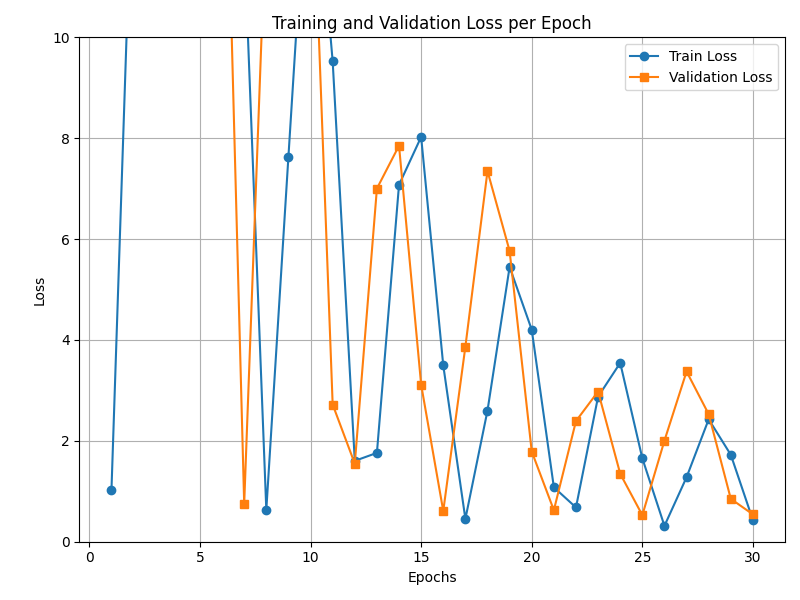 Training and Validation Loss per Epoch
Train Loss
Validation Loss
10
8
6
4
2
0
Loss
0 5 10 15 20 25 30
Epochs